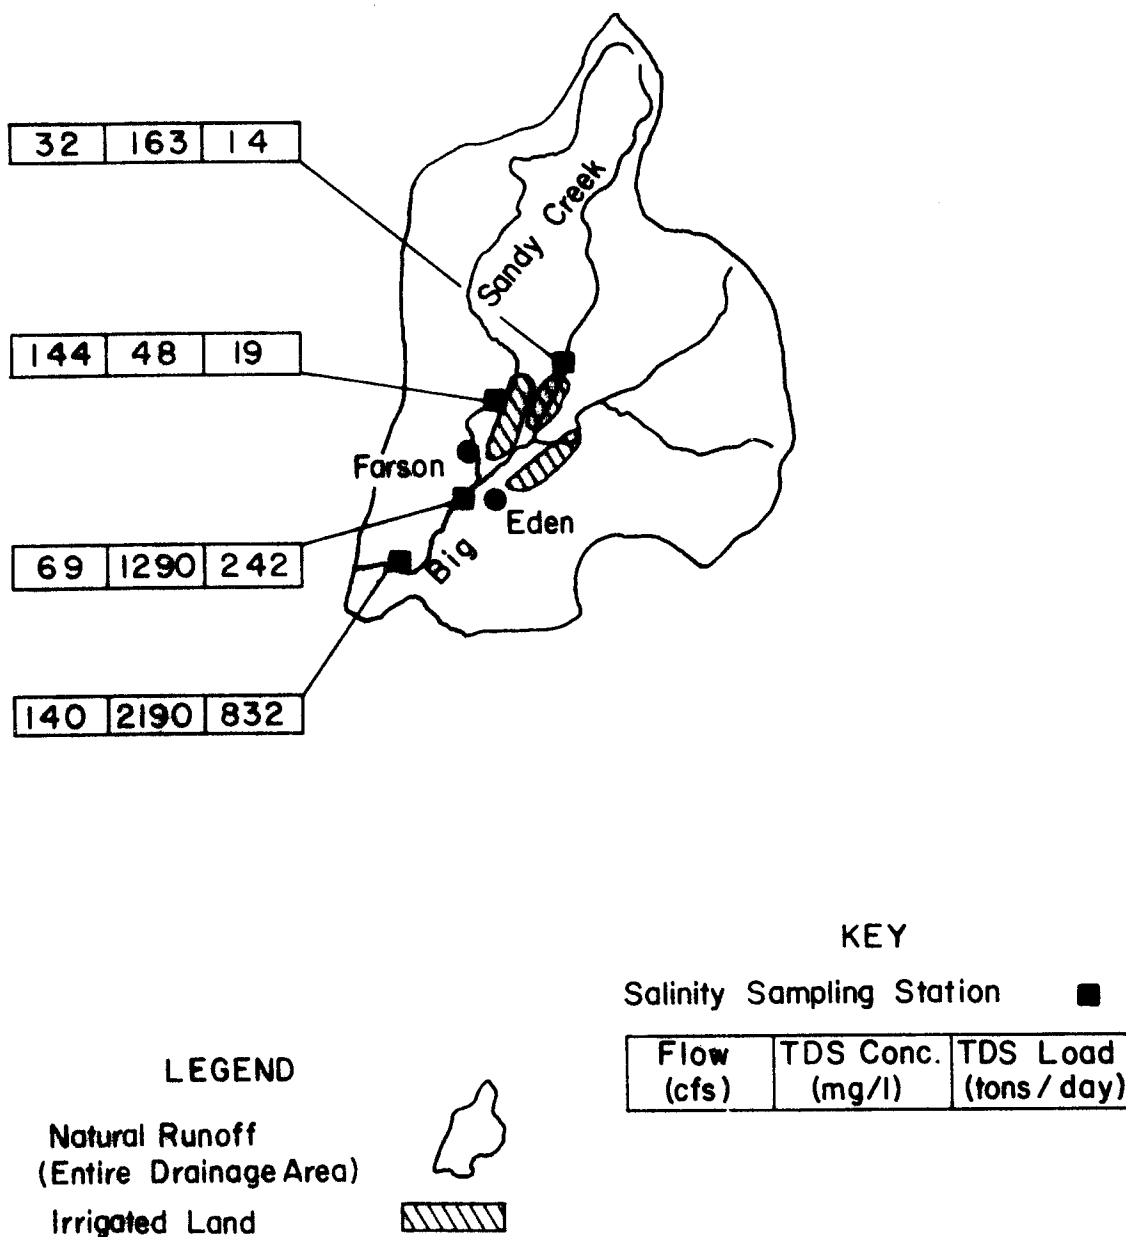 32 163 14
Sandy Creek
144 48 19
Farson
Eden
Big
69 1290 242
140 2190 832
KEY
Salinity Sampling Station
Flow (cfs)
TDS Conc. (mg/l)
TDS Load (tons/day)
LEGEND
Natural Runoff
(Entire Drainage Area)
Irrigated Land